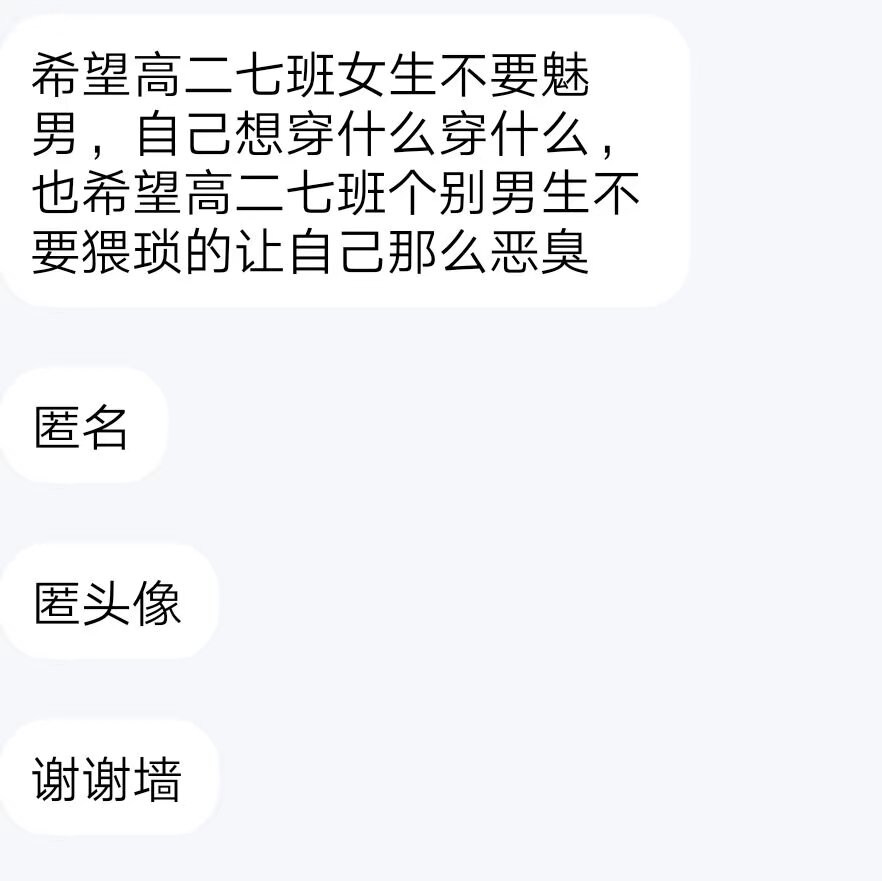 希望高二七班女生不要魅
男，自己想穿什么穿什么，
也希望高二七班个别男生不
要猥琐的让自己那么恶臭
匿名
匿头像
谢谢墙